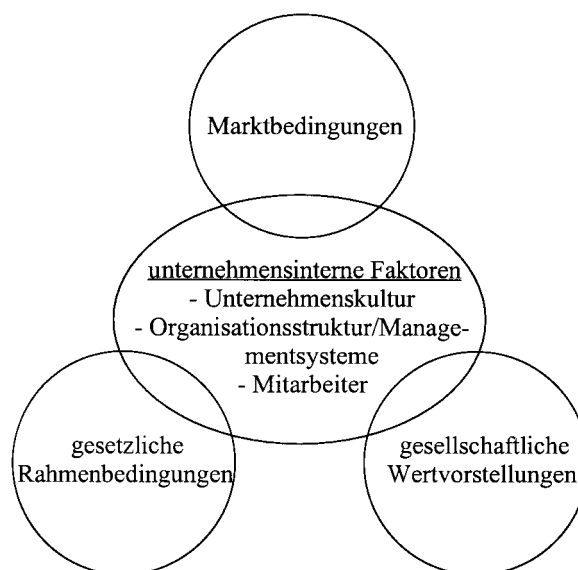 Marktbedingungen
unternehmensinterne Faktoren
- Unternehmenskultur
- Organisationsstruktur/Manage-
mentsysteme
- Mitarbeiter
gesetzliche
Rahmenbedingungen
gesellschaftliche
Wertvorstellungen